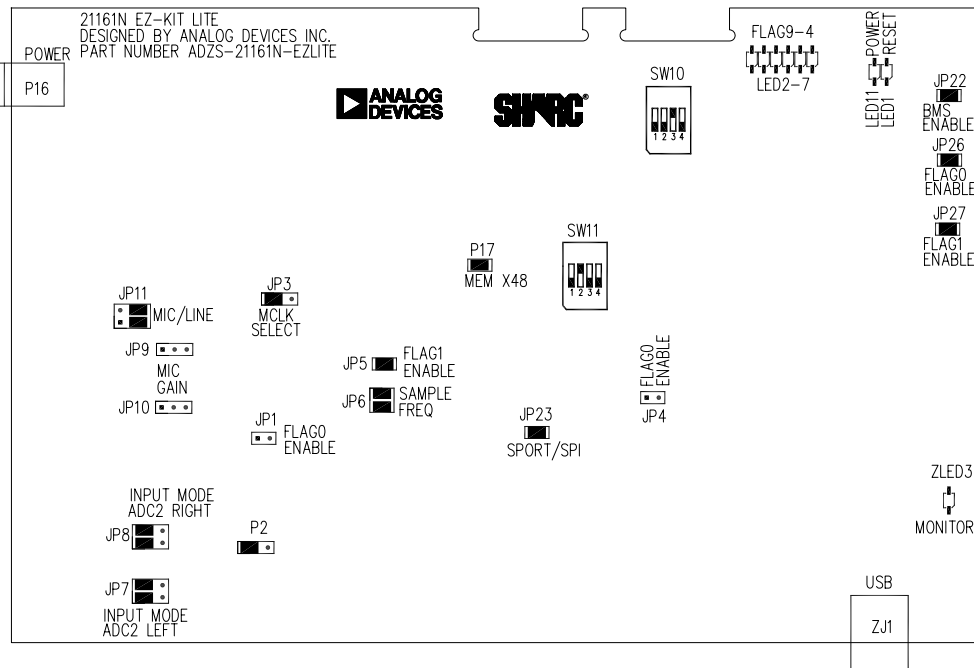 21161N EZ-KIT LITE
DESIGNED BY ANALOG DEVICES INC.
PART NUMBER ADZS-21161N-EZLITE
POWER
P16
ANALOG
DEVICES
SHARC®
SW10
1 2 3 4
FLAG9-4
LED2-7
POWER
RESET
LED11
LED1
JP22
BMS
ENABLE
JP26
FLAG0
ENABLE
JP27
FLAG1
ENABLE
SW11
1 2 3 4
P17
MEM X48
JP3
MCLK
SELECT
JP11
MIC/LINE
JP9
MIC
GAIN
JP10
JP5
FLAG1
ENABLE
JP6
SAMPLE
FREQ
JP1
FLAG0
ENABLE
FLAG0
ENABLE
JP4
JP23
SPORT/SPI
INPUT MODE
ADC2 RIGHT
JP8
P2
JP7
INPUT MODE
ADC2 LEFT
ZLED3
MONITOR
USB
ZJ1